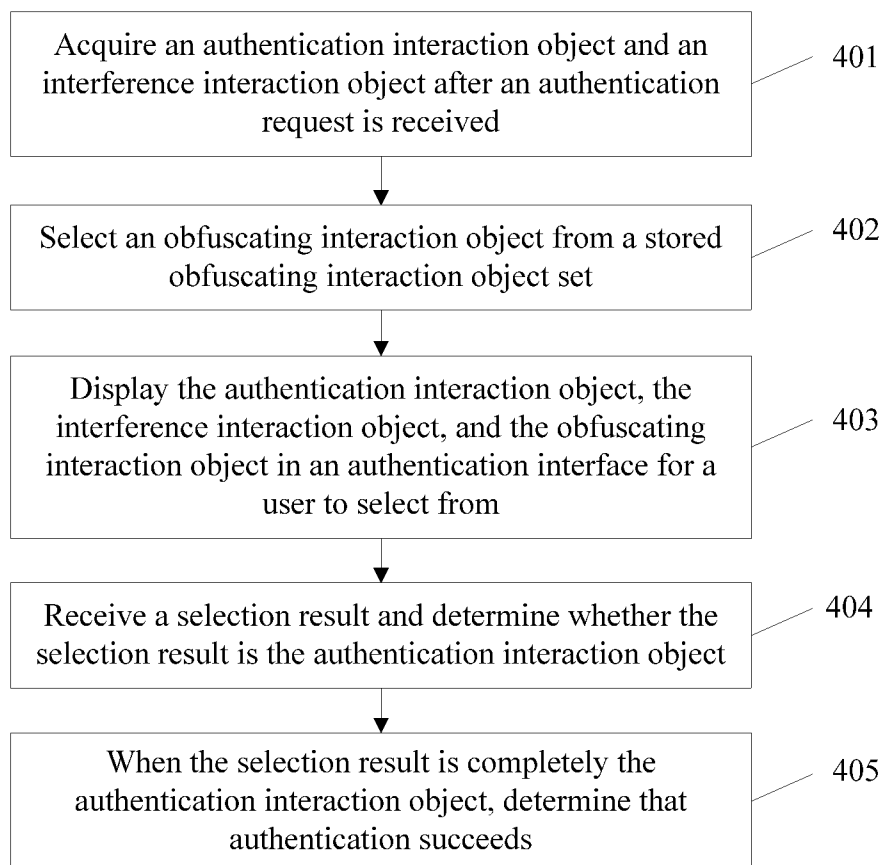 Acquire an authentication interaction object and an
interference interaction object after an authentication
request is received
401
Select an obfuscating interaction object from a stored
obfuscating interaction object set
402
Display the authentication interaction object, the
interference interaction object, and the obfuscating
interaction object in an authentication interface for a
user to select from
403
Receive a selection result and determine whether the
selection result is the authentication interaction object
404
When the selection result is completely the
authentication interaction object, determine that
authentication succeeds
405